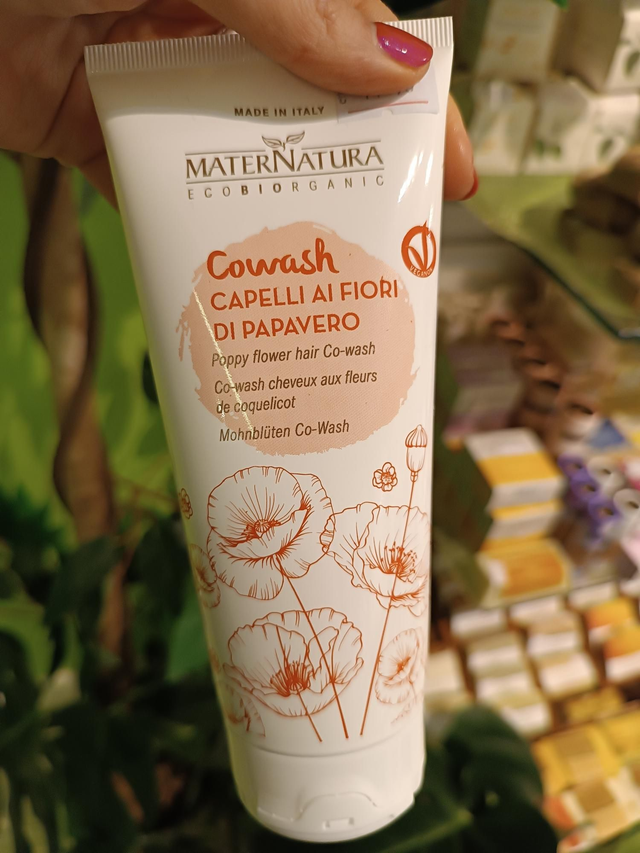 MADE IN ITALY
MATERNATURA
ECOBIORGANIC
Cowash
CAPELLI AI FIORI
DI PAPAVERO
Poppy flower hair Co-wash
Co-wash cheveux aux fleurs
de coquelicot
Mohnblüten Co-Wash